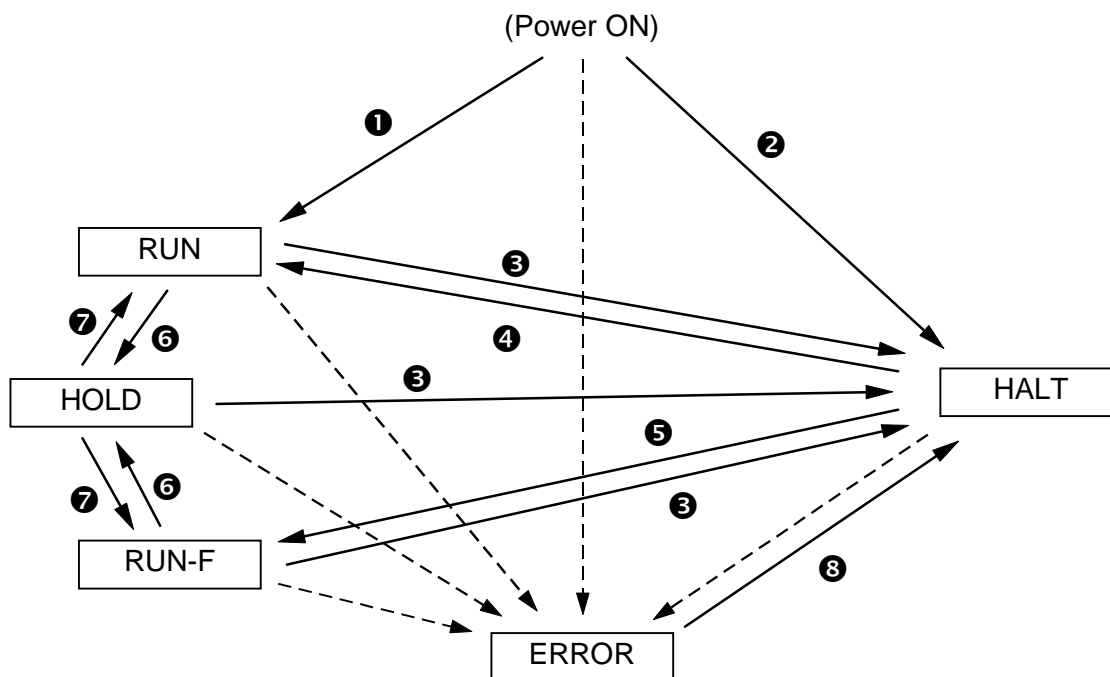 (Power ON)
❶
❷
RUN
❸
❼
❻
❹
HOLD
❸
HALT
❺
❼
❻
❸
RUN-F
❽
ERROR